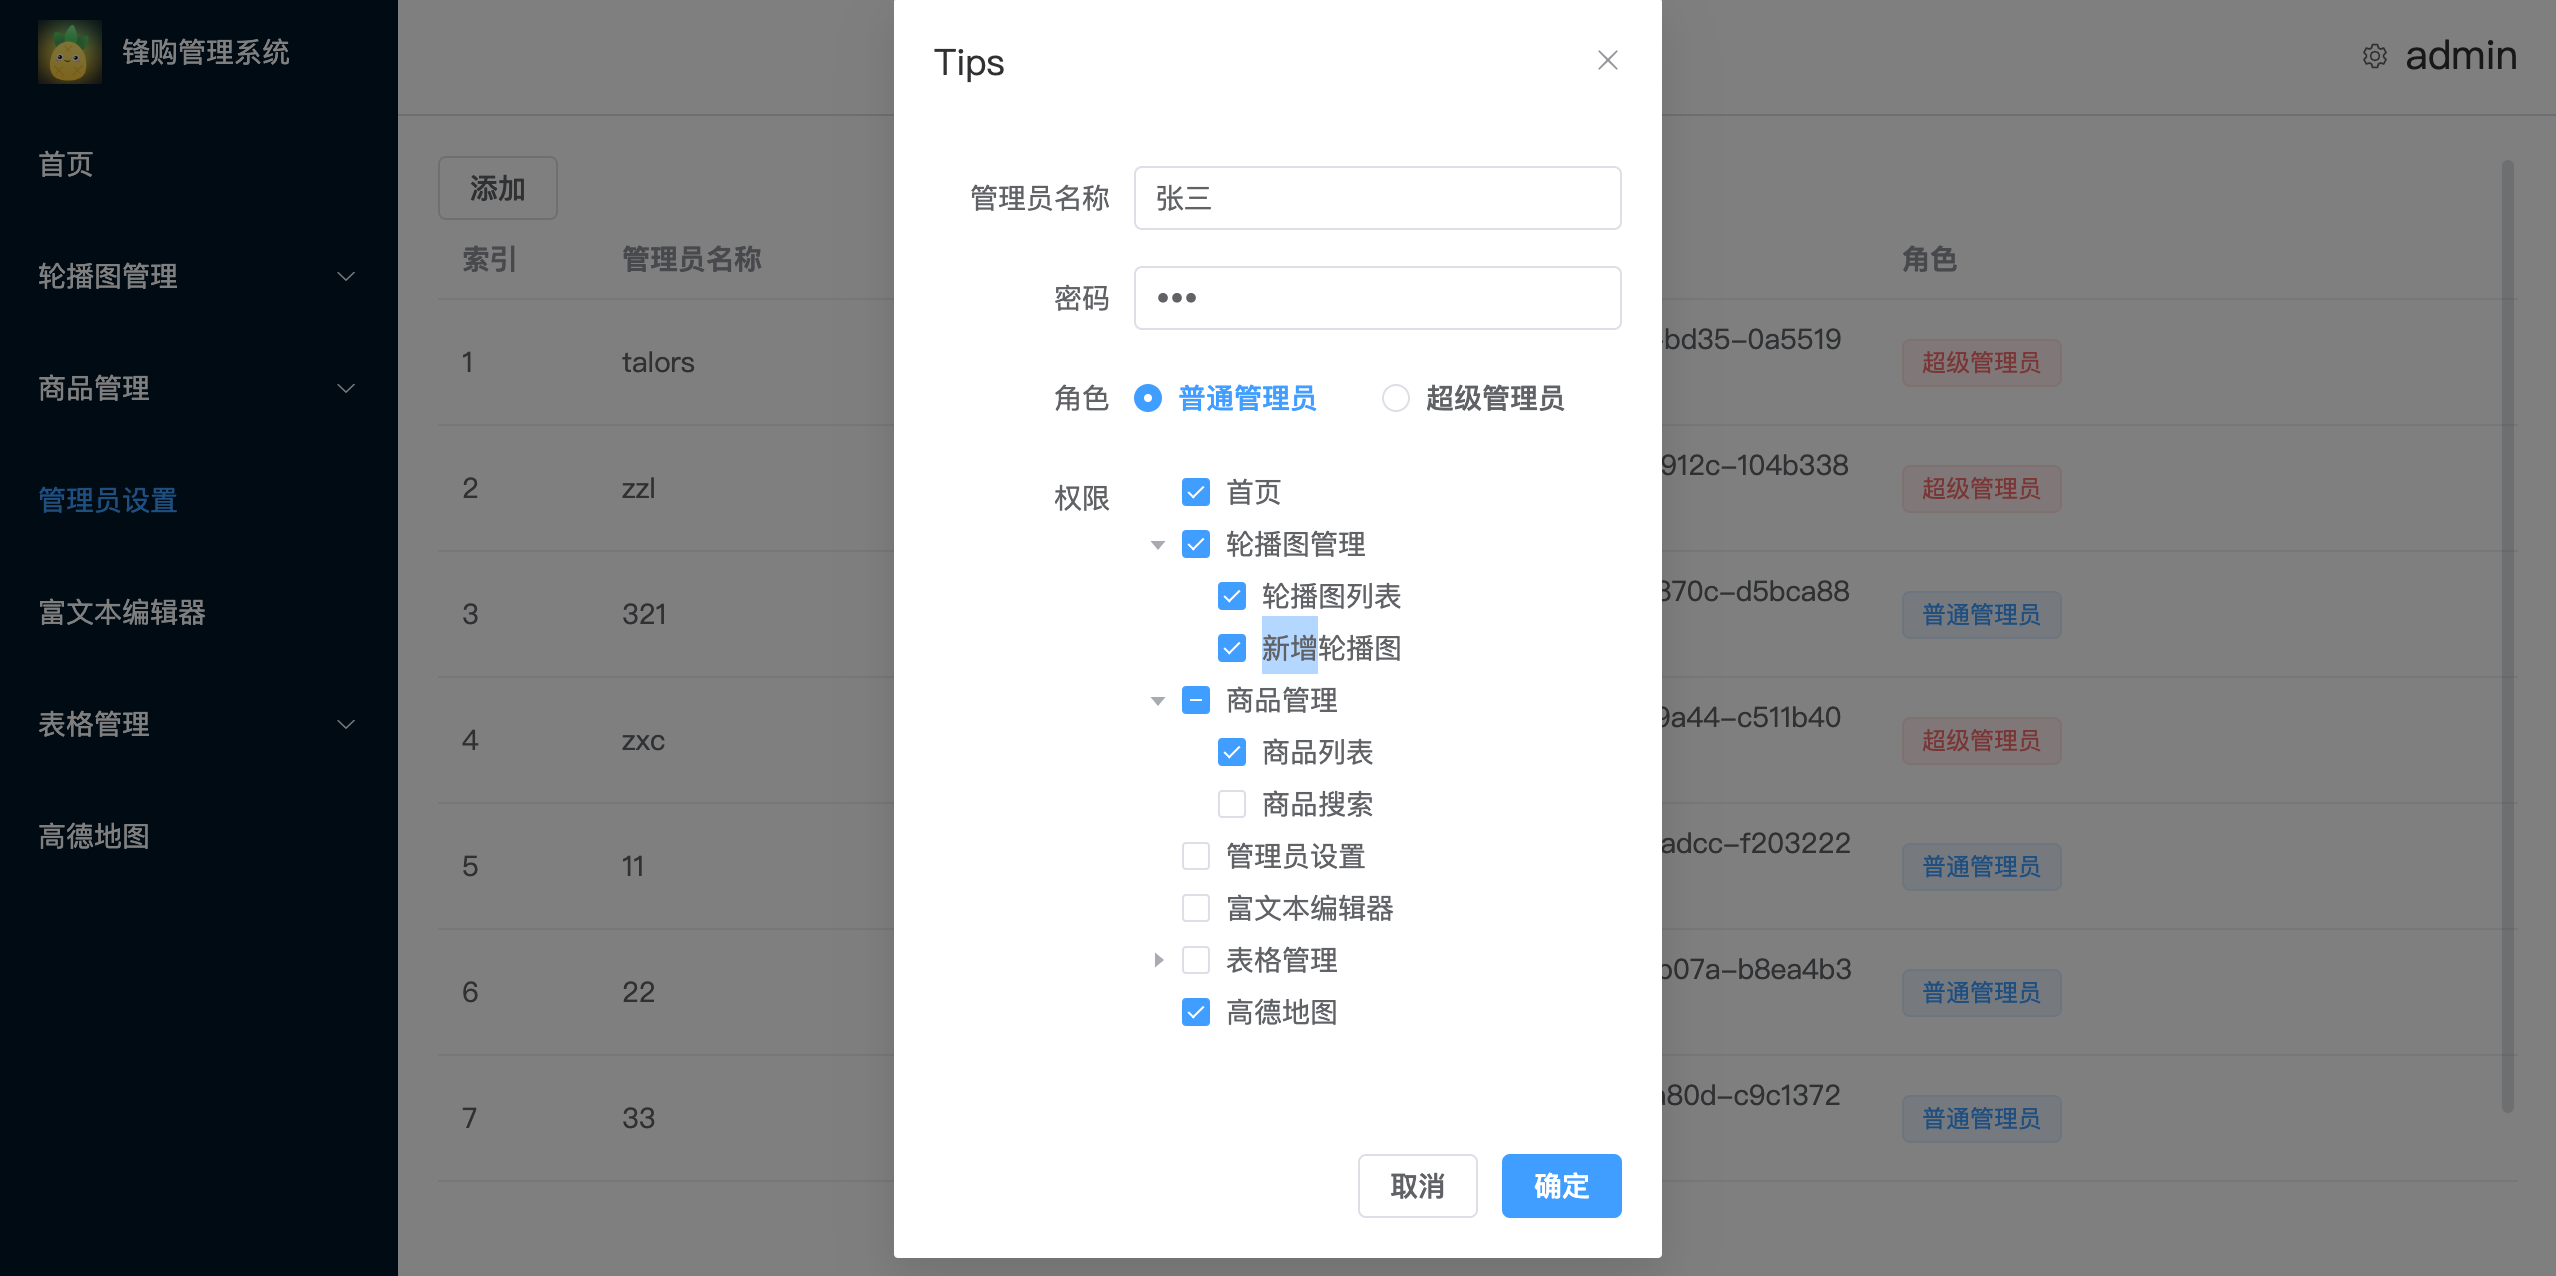 锋购管理系统
首页
轮播图管理
商品管理
管理员设置
富文本编辑器
表格管理
高德地图
admin
添加
索引 管理员名称 角色
1 talors -bd35-0a5519 超级管理员
2 zzl 912c-104b338 超级管理员
3 321 370c-d5bca88 普通管理员
4 zxc 9a44-c511b40 超级管理员
5 11 adcc-f203222 普通管理员
6 22 b07a-b8ea4b3 普通管理员
7 33 a80d-c9c1372 普通管理员
Tips
管理员名称 张三
密码 •••
角色 普通管理员 超级管理员
权限
首页
轮播图管理
轮播图列表
新增轮播图
商品管理
商品列表
商品搜索
管理员设置
富文本编辑器
表格管理
高德地图
取消 确定